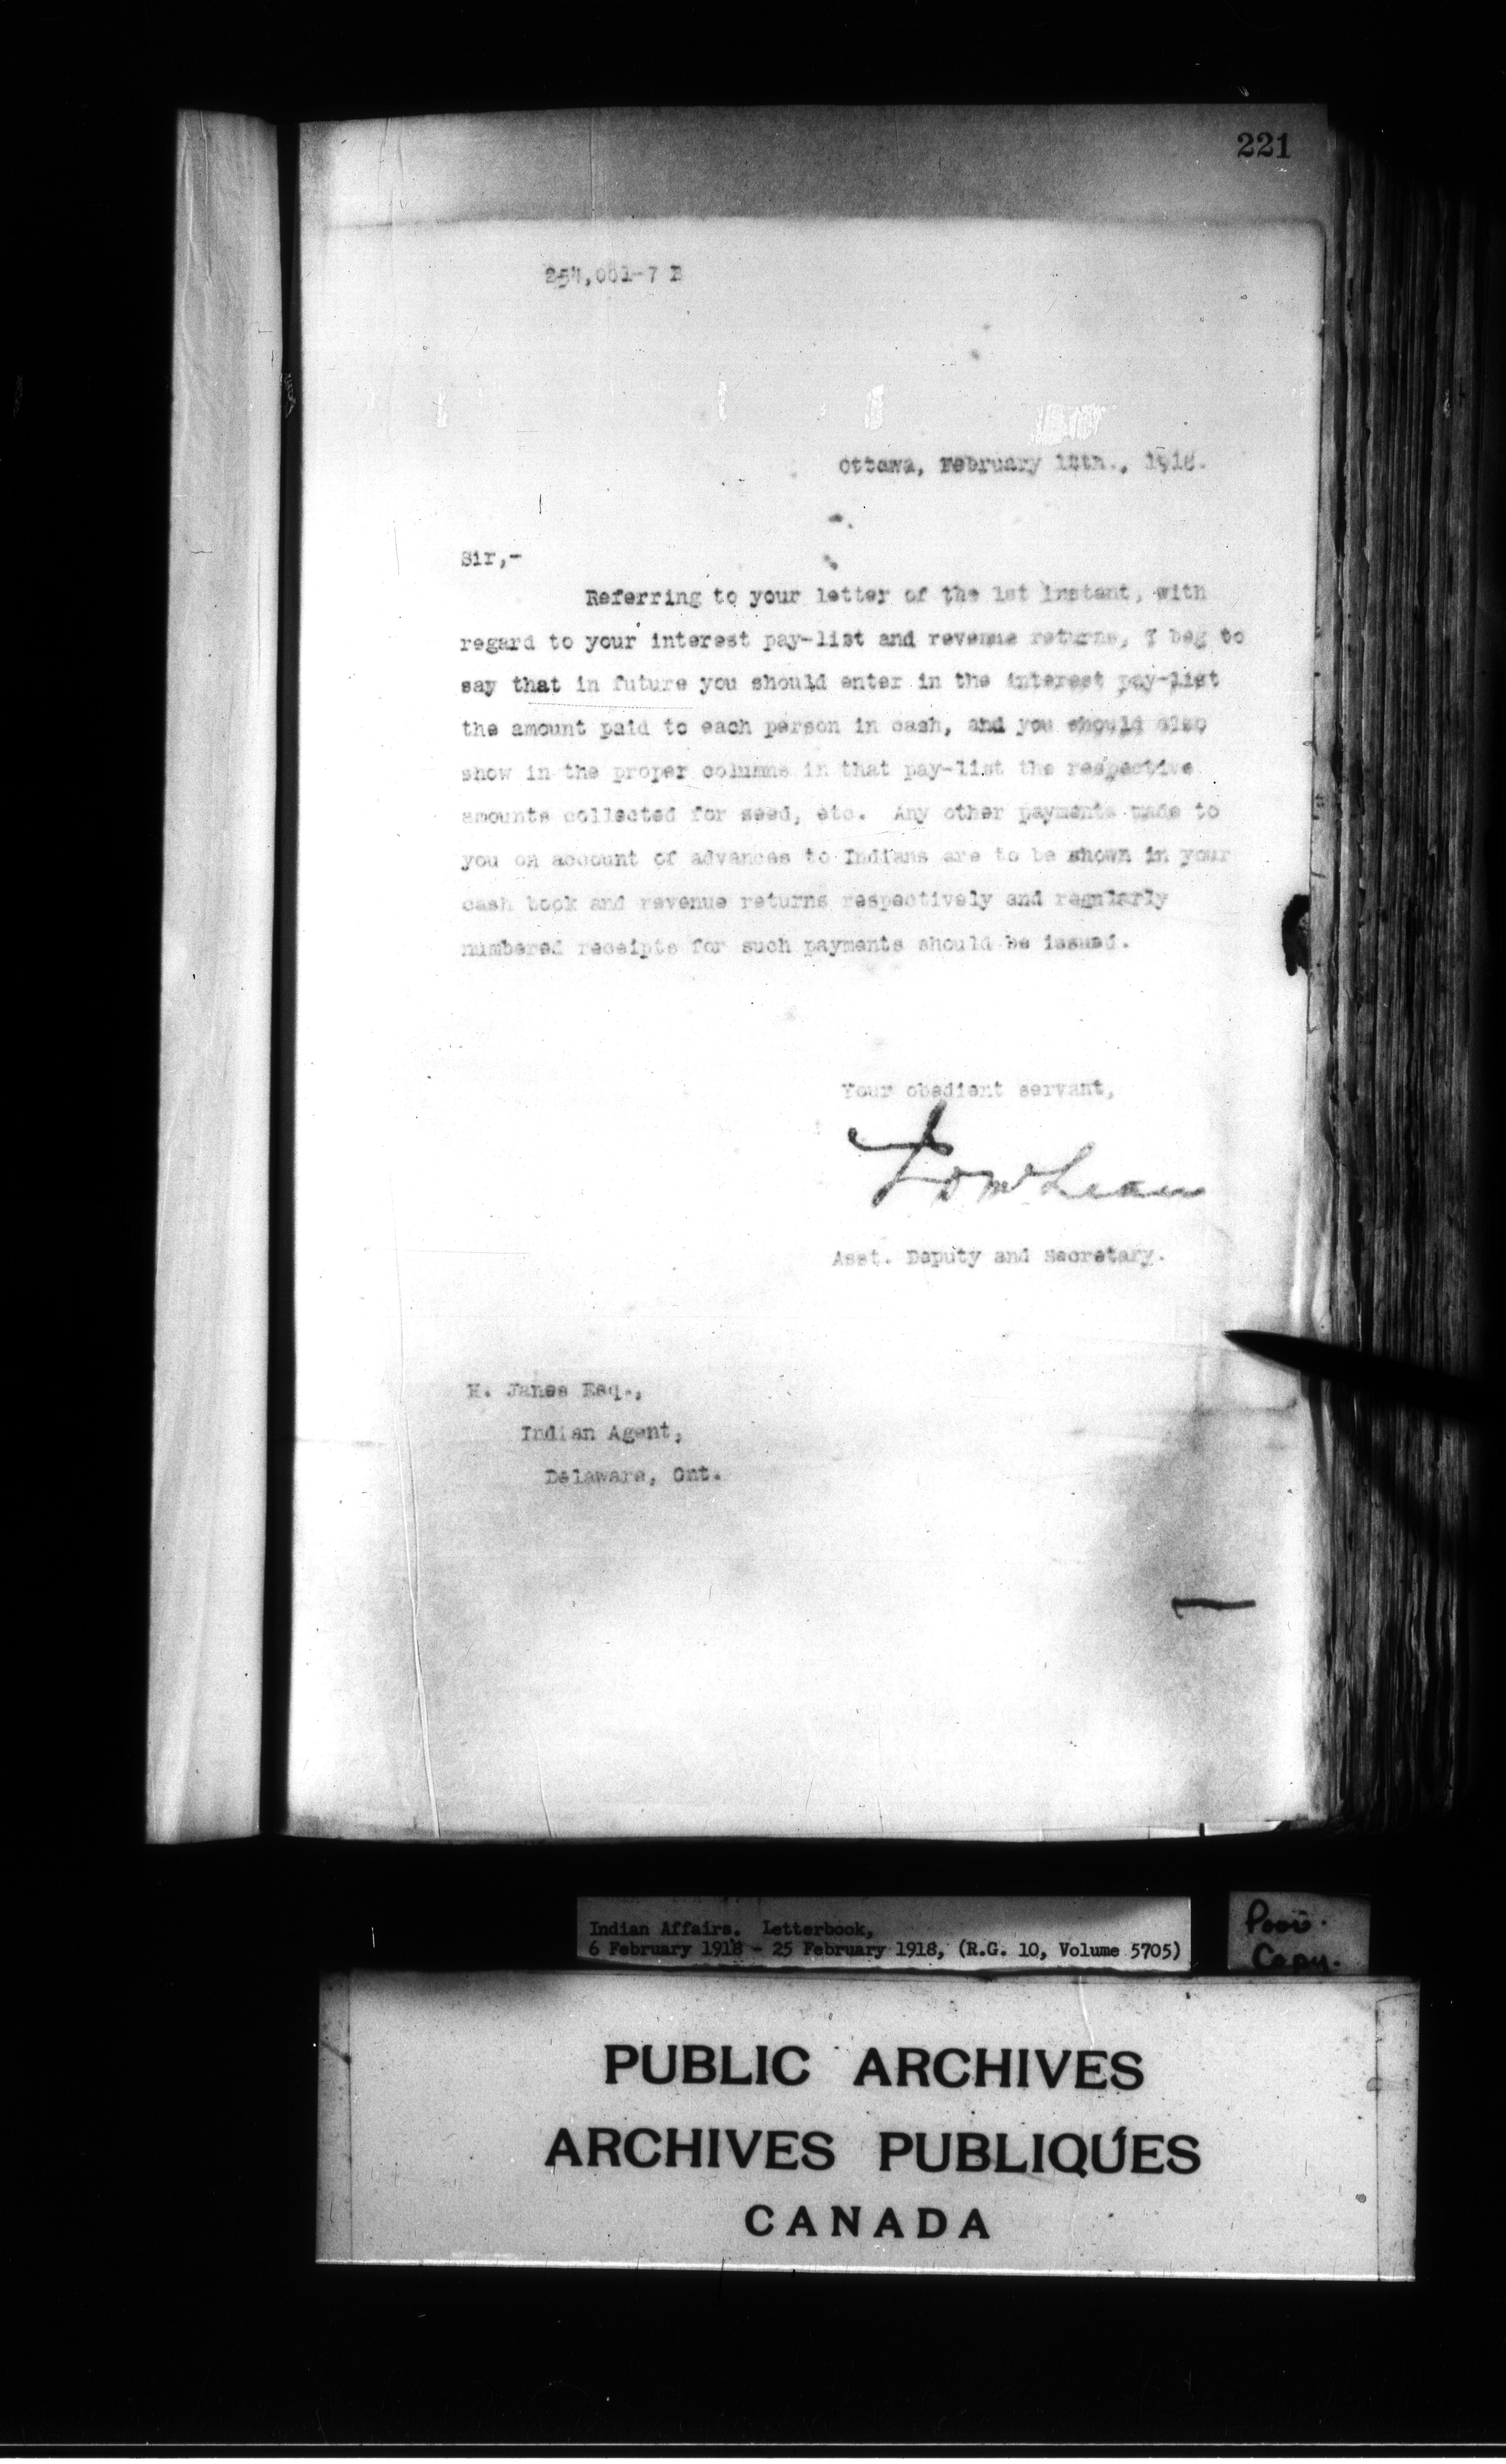 221
254,001-7 B
Ottawa, February 1918.
Sir,-
Referring to your letter of the 1st instant, with
regard to your interest pay-list and revenue returns, I beg to
say that in future you should enter in the interest pay-list
the amount paid to each person in cash, and you should also
show in the proper columns in that pay-list the respective
amounts collected for seed, etc. Any other payments made to
you on account of advances to Indians are to be shown in your
cash book and revenue returns respectively and regularly
numbered receipts for such payments should be issued.
Your obedient servant,
Asst. Deputy and Secretary.
H. Janes Esq.,
Indian Agent,
Delaware, Ont.
Indian Affairs. Letterbook,
6 February 1918 - 25 February 1918, (R.G. 10, Volume 5705)
Poor
Copy.
PUBLIC ARCHIVES
ARCHIVES PUBLIQUES
CANADA